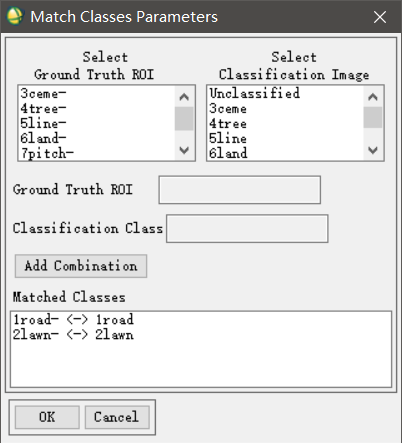 Match Classes Parameters
Select
Ground Truth ROI
Select
Classification Image
3ceme-
4tree-
5line-
6land-
7pitch-
Unclassified
3ceme
4tree
5line
6land
Ground Truth ROI
Classification Class
Add Combination
Matched Classes
1road- <-> 1road
2lawn- <-> 2lawn
OK
Cancel